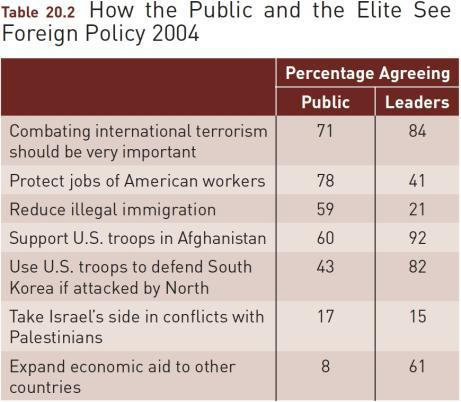 Table 20.2 How the Public and the Elite See
Foreign Policy 2004
Percentage Agreeing
Public Leaders
Combating international terrorism 71 84
should be very important
Protect jobs of American workers 78 41
Reduce illegal immigration 59 21
Support U.S. troops in Afghanistan 60 92
Use U.S. troops to defend South 43 82
Korea if attacked by North
Take Israel's side in conflicts with 17 15
Palestinians
Expand economic aid to other 8 61
countries